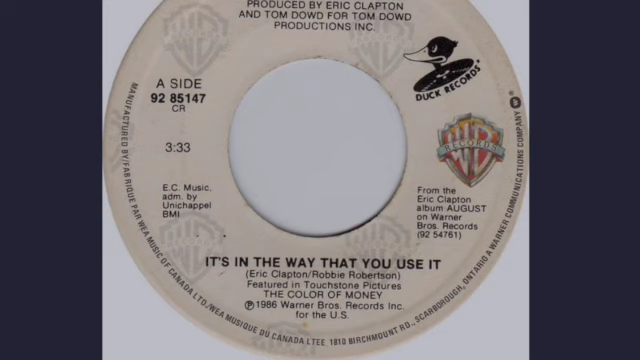 PRODUCED BY ERIC CLAPTON
AND TOM DOWD FOR TOM DOWD
PRODUCTIONS INC.
A SIDE
92 85147
CR
DUCK RECORDS
3:33
WB
RECORDS
E.C. Music,
adm. by
Unichappel
BMI
From the
Eric Clapton
album AUGUST
on Warner
Bros. Records
(92 54761)
IT'S IN THE WAY THAT YOU USE IT
(Eric Clapton/Robbie Robertson)
Featured in Touchstone Pictures
THE COLOR OF MONEY
℗1986 Warner Bros. Records Inc.
for the U.S.
MANUFACTURED BY/FABRIQUE PAR WEA MUSIC OF CANADA LTD./WEA MUSIQUE DU CANADA LTEE 1810 BIRCHMOUNT RD., SCARBOROUGH, ONTARIO A WARNER COMMUNICATIONS COMPANY